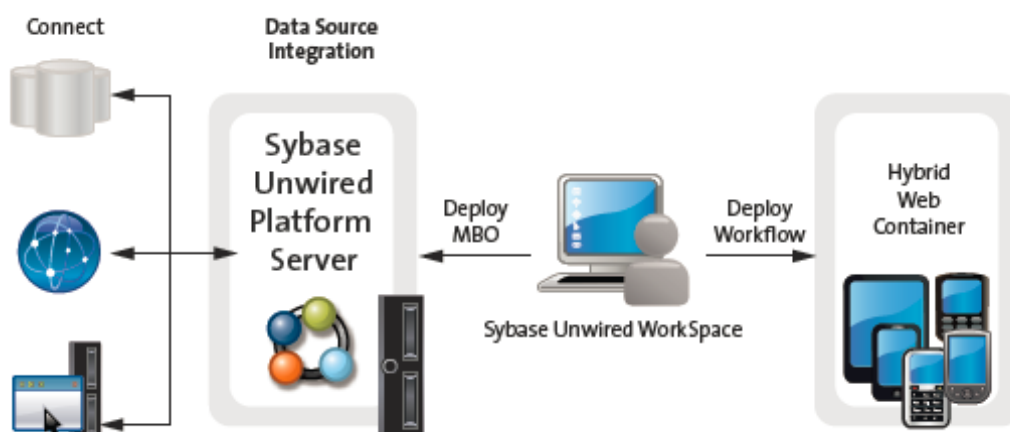 Connect
Data Source
Integration
Sybase
Unwired
Platform
Server
Deploy
MBO
Sybase Unwired WorkSpace
Deploy
Workflow
Hybrid
Web
Container